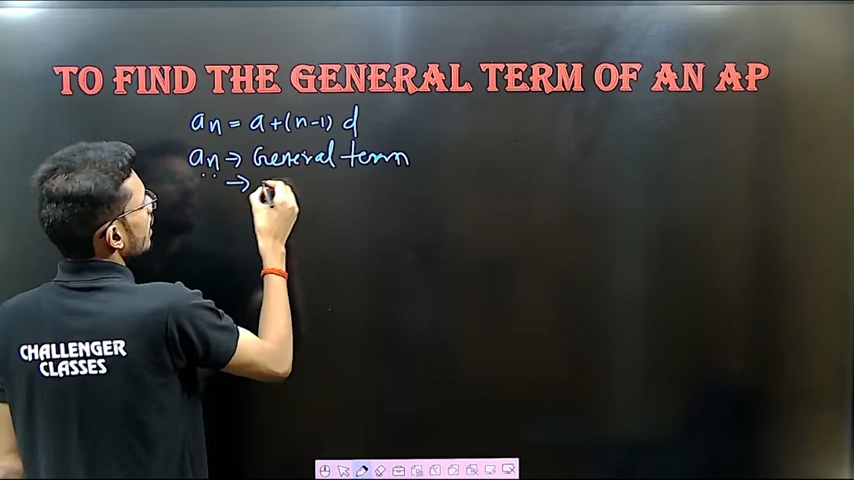 TO FIND THE GENERAL TERM OF AN AP
an = a + (n-1) d
an → General term
" →
CHALLENGER
CLASSES